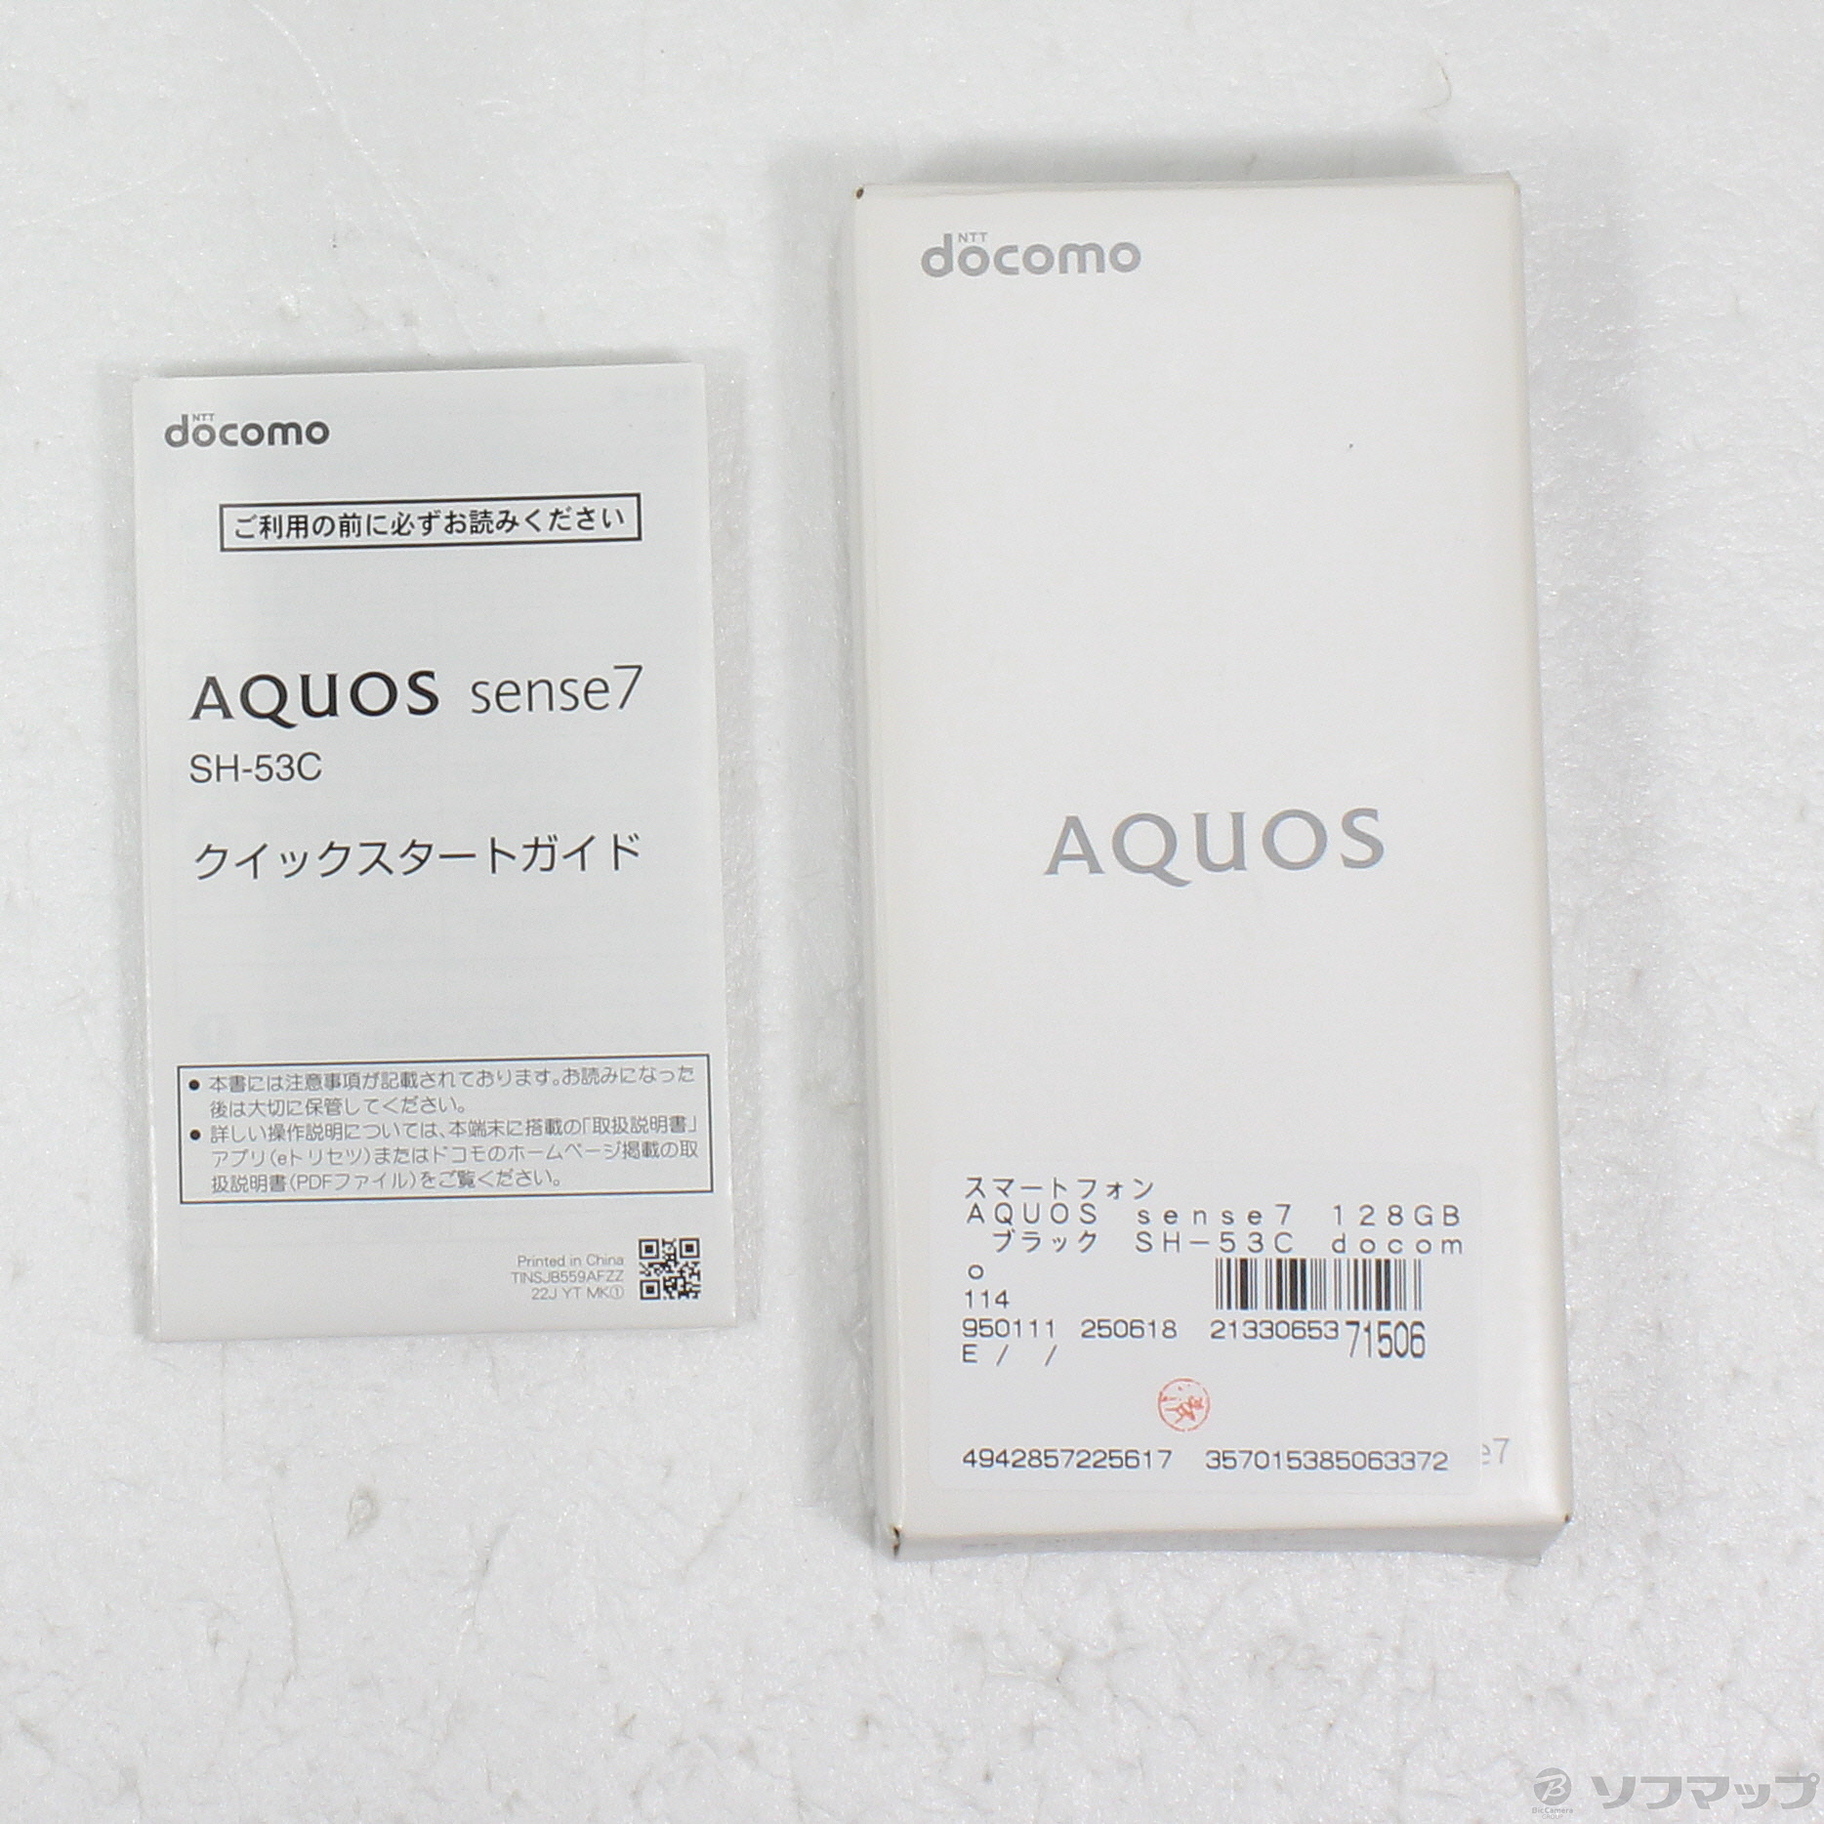 NTT
docomo
ご利用の前に必ずお読みください
AQUOS sense7
SH-53C
クイックスタートガイド
● 本書には注意事項が記載されております。お読みになった
後は大切に保管してください。
● 詳しい操作説明については、本端末に搭載の「取扱説明書」
アプリ(eトリセツ)またはドコモのホームページ掲載の取
扱説明書(PDFファイル)をご覧ください。
Printed in China
TINSJB559AFZZ
22J YT MK①
NTT
docomo
AQUOS
スマートフォン
AQUOS sense7 128GB
ブラック SH-53C docom
o
114
950111 250618 2133065371506
E / /
4942857225617 357015385063372
e7
BicCamera
GROUP
ソフマップ